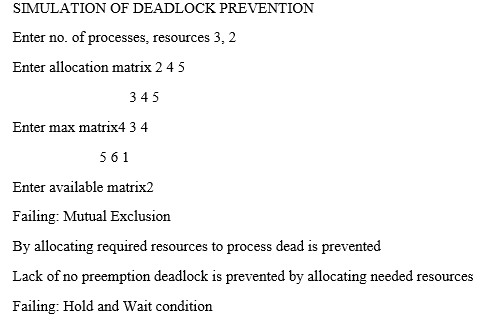 SIMULATION OF DEADLOCK PREVENTION
Enter no. of processes, resources 3, 2
Enter allocation matrix 2 4 5
3 4 5
Enter max matrix4 3 4
5 6 1
Enter available matrix2
Failing: Mutual Exclusion
By allocating required resources to process dead is prevented
Lack of no preemption deadlock is prevented by allocating needed resources
Failing: Hold and Wait condition